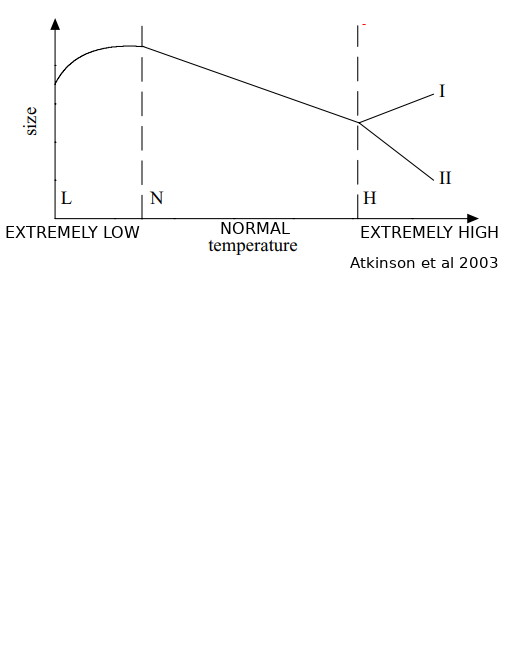 I
size
II
L
N
H
EXTREMELY LOW
NORMAL
EXTREMELY HIGH
temperature
Atkinson et al 2003